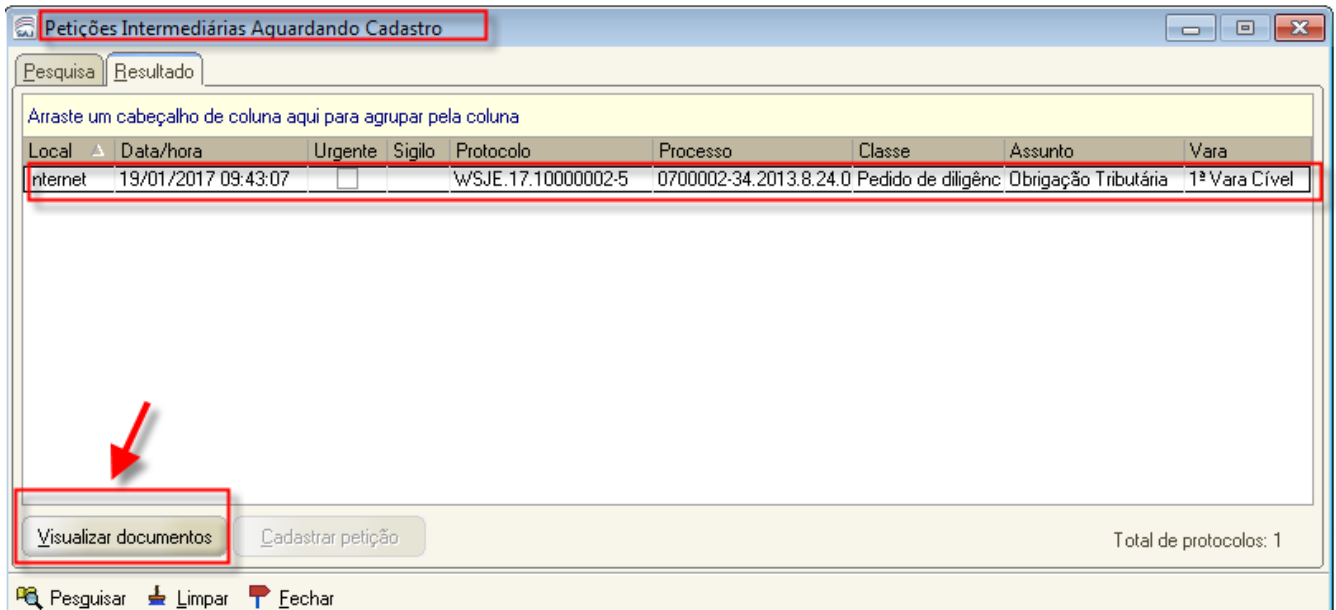 Petições Intermediárias Aguardando Cadastro
Pesquisa Resultado
Arraste um cabeçalho de coluna aqui para agrupar pela coluna
Local Data/hora Urgente Sigilo Protocolo Processo Classe Assunto Vara
nternet 19/01/2017 09:43:07 WSJE.17.10000002-5 0700002-34.2013.8.24.0 Pedido de diligênc Obrigação Tributária 1ª Vara Cível
Visualizar documentos Cadastrar petição Total de protocolos: 1
Pesquisar Limpar Fechar